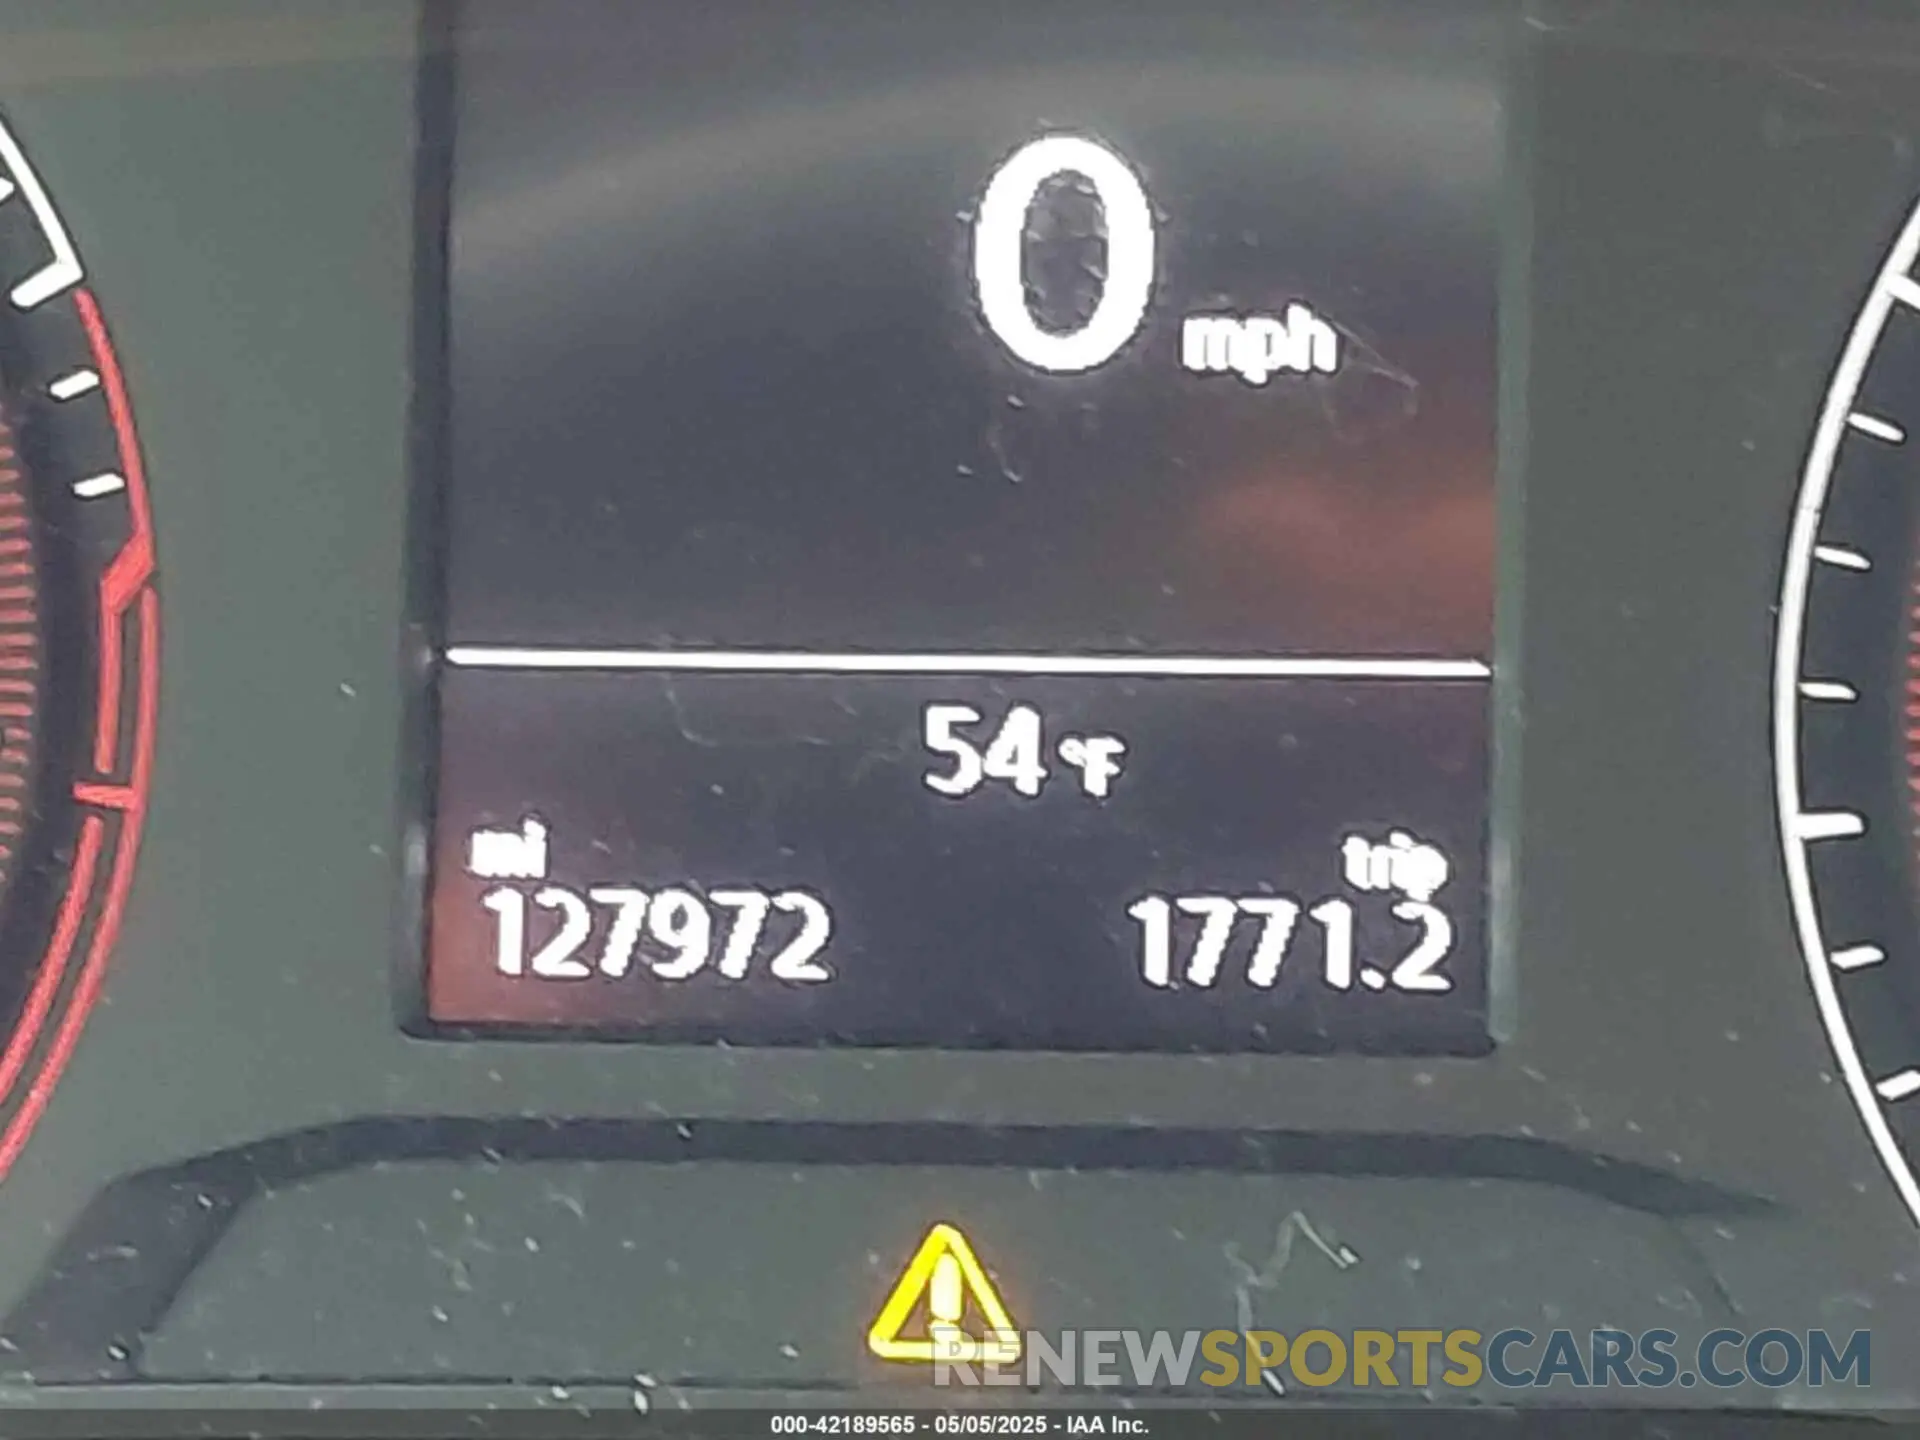 0 mph
54 °F
mi trip
127972 1771.2
RENEWSPORTSCARS.COM
000-42189565 - 05/05/2025 - IAA Inc.